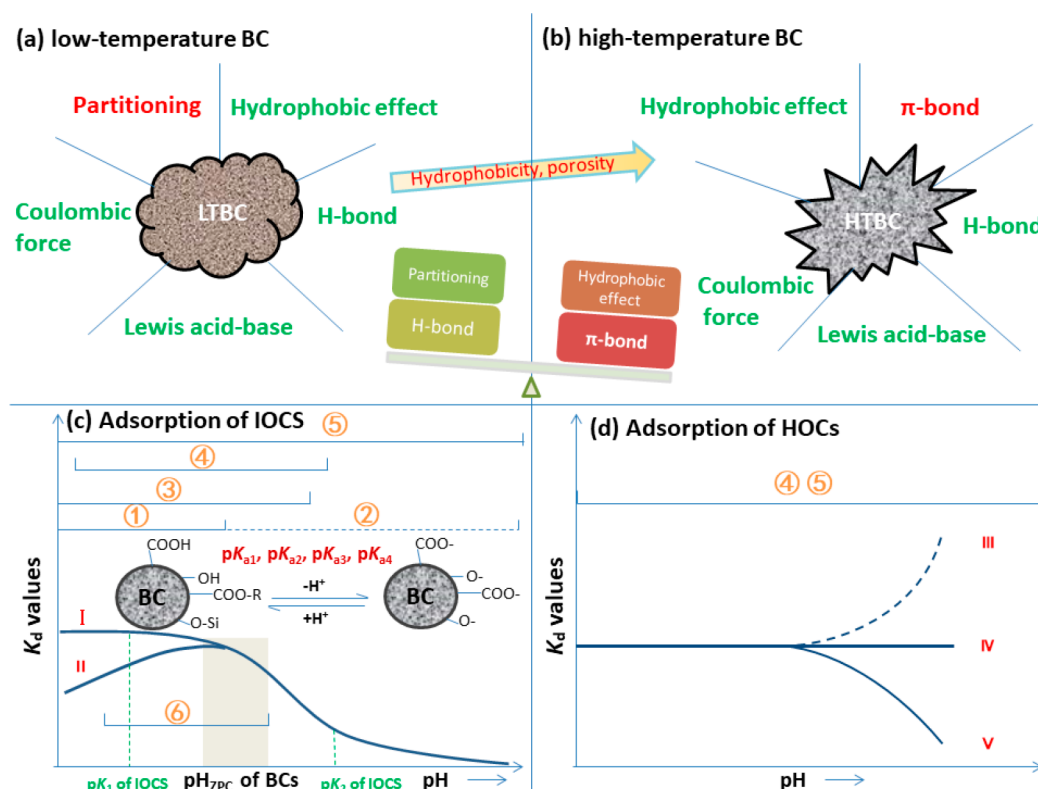 (a) low-temperature BC
Partitioning
Hydrophobic effect
LTBC
Coulombic
force
H-bond
Lewis acid-base
Hydrophobicity, porosity
Partitioning
H-bond
Hydrophobic
effect
π-bond
(b) high-temperature BC
Hydrophobic effect
π-bond
HTBC
H-bond
Coulombic
force
Lewis acid-base
(c) Adsorption of IOCS
⑤
④
③
①
②
COOH
OH
COO-R
O-Si
BC
pKa1, pKa2, pKa3, pKa4
-H⁺
+H⁺
COO-
O-
COO-
O-
BC
Kd values
I
II
⑥
pK1 of IOCS
pHZPC of BCs
pK2 of IOCS
pH
(d) Adsorption of HOCs
④ ⑤
Kd values
III
IV
V
pH